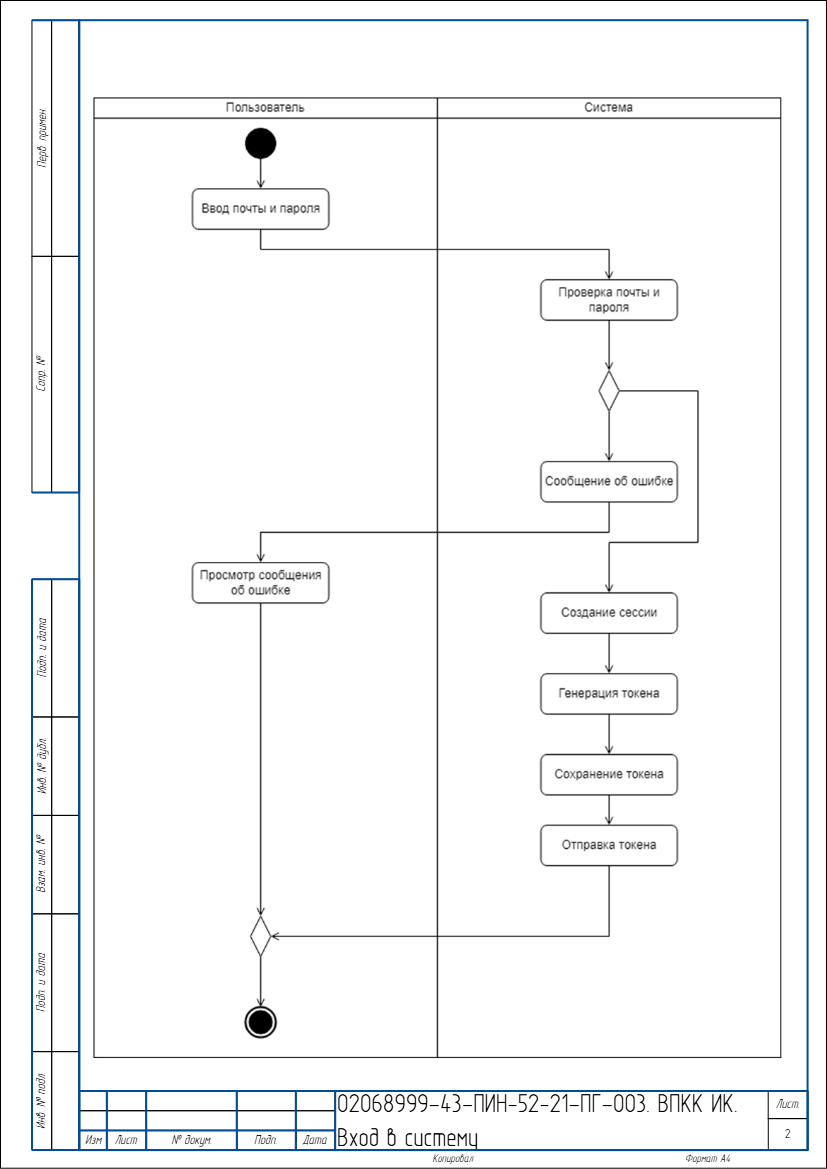 Перв. примен.
Справ. №
Подп. и дата
Инв. № дубл.
Взам. инв. №
Подп. и дата
Инв. № подл.
Пользователь
Система
Ввод почты и пароля
Проверка почты и
пароля
Сообщение об ошибке
Просмотр сообщения
об ошибке
Создание сессии
Генерация токена
Сохранение токена
Отправка токена
02068999-43-ПИН-52-21-ПГ-003. ВПКК ИК.
Вход в систему
Изм
Лист
№ докум.
Подп.
Дата
Лист.
2
Копировал
Формат А4